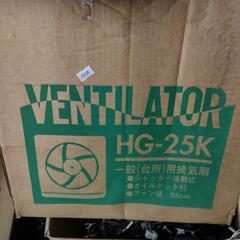 VENTILATOR
HG-25K
一般(台所)用換気扇
●シャッター連動式
●オイルポット付
●ファン径 25cm